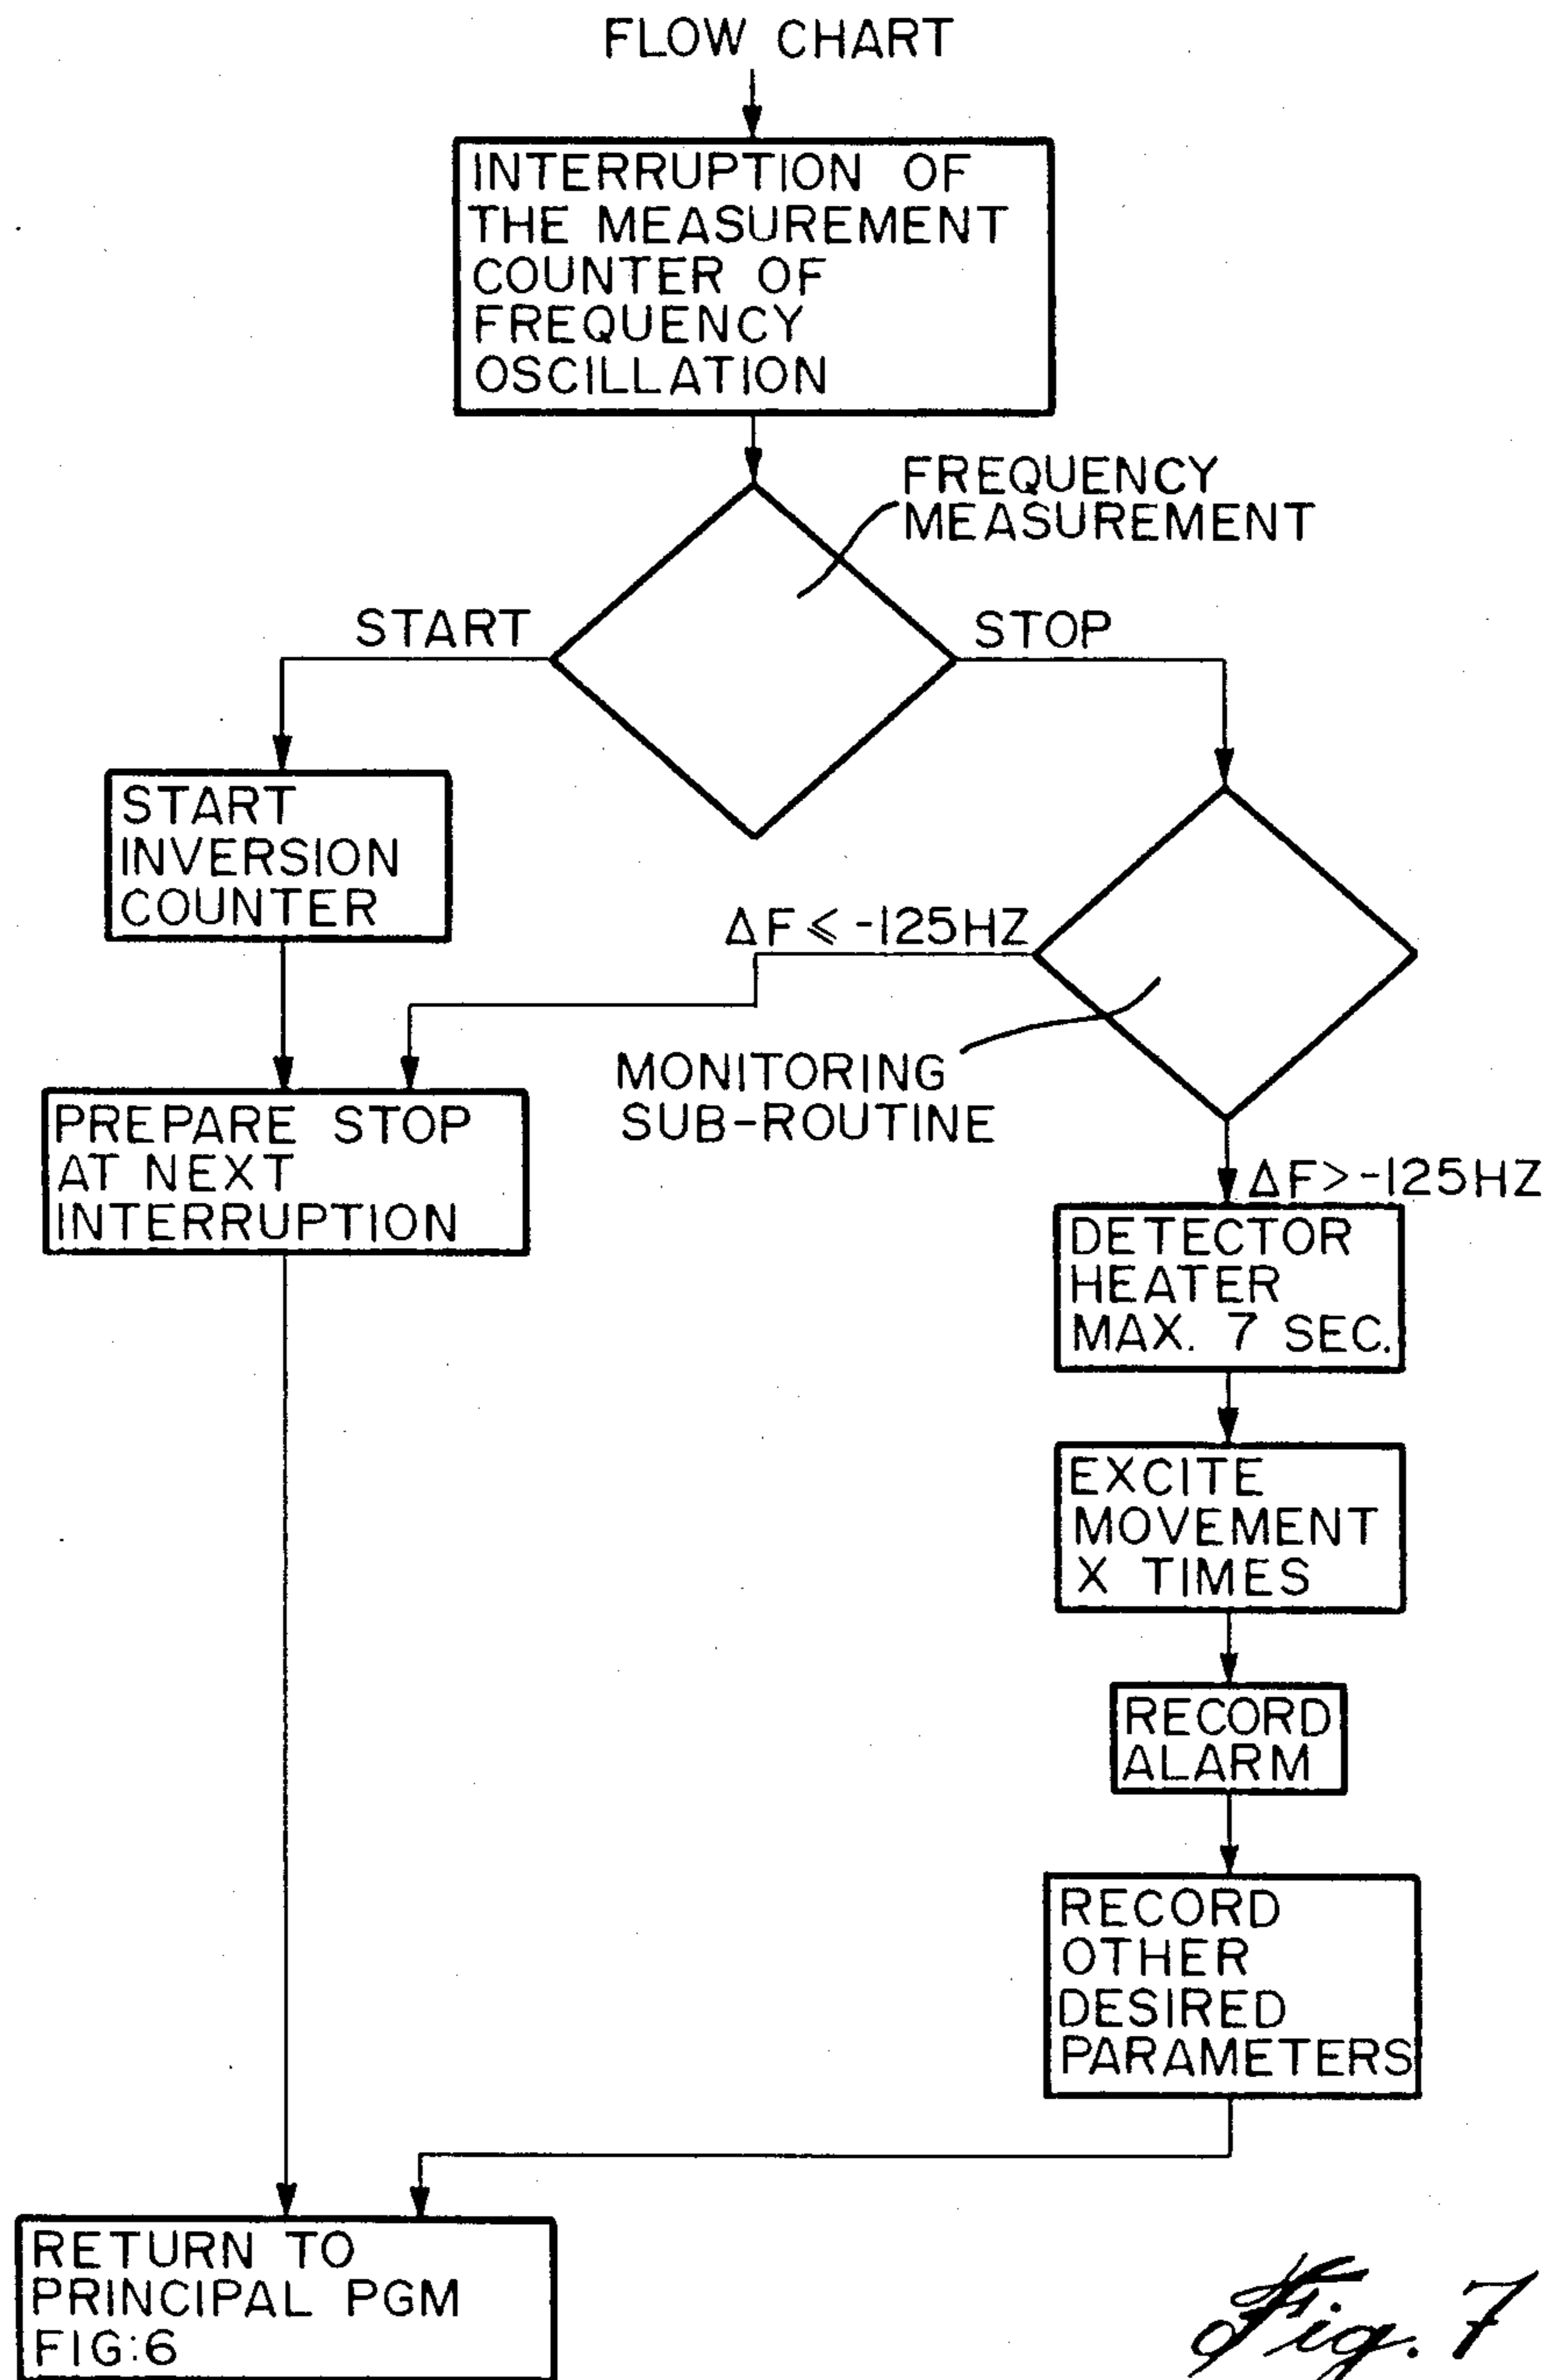 FLOW CHART
INTERRUPTION OF
THE MEASUREMENT
COUNTER OF
FREQUENCY
OSCILLATION
FREQUENCY
MEASUREMENT
START
STOP
START
INVERSION
COUNTER
ΔF ≤ -125HZ
MONITORING
SUB-ROUTINE
PREPARE STOP
AT NEXT
INTERRUPTION
ΔF>-125HZ
DETECTOR
HEATER
MAX. 7 SEC.
EXCITE
MOVEMENT
X TIMES
RECORD
ALARM
RECORD
OTHER
DESIRED
PARAMETERS
RETURN TO
PRINCIPAL PGM
FIG:6
Fig. 7